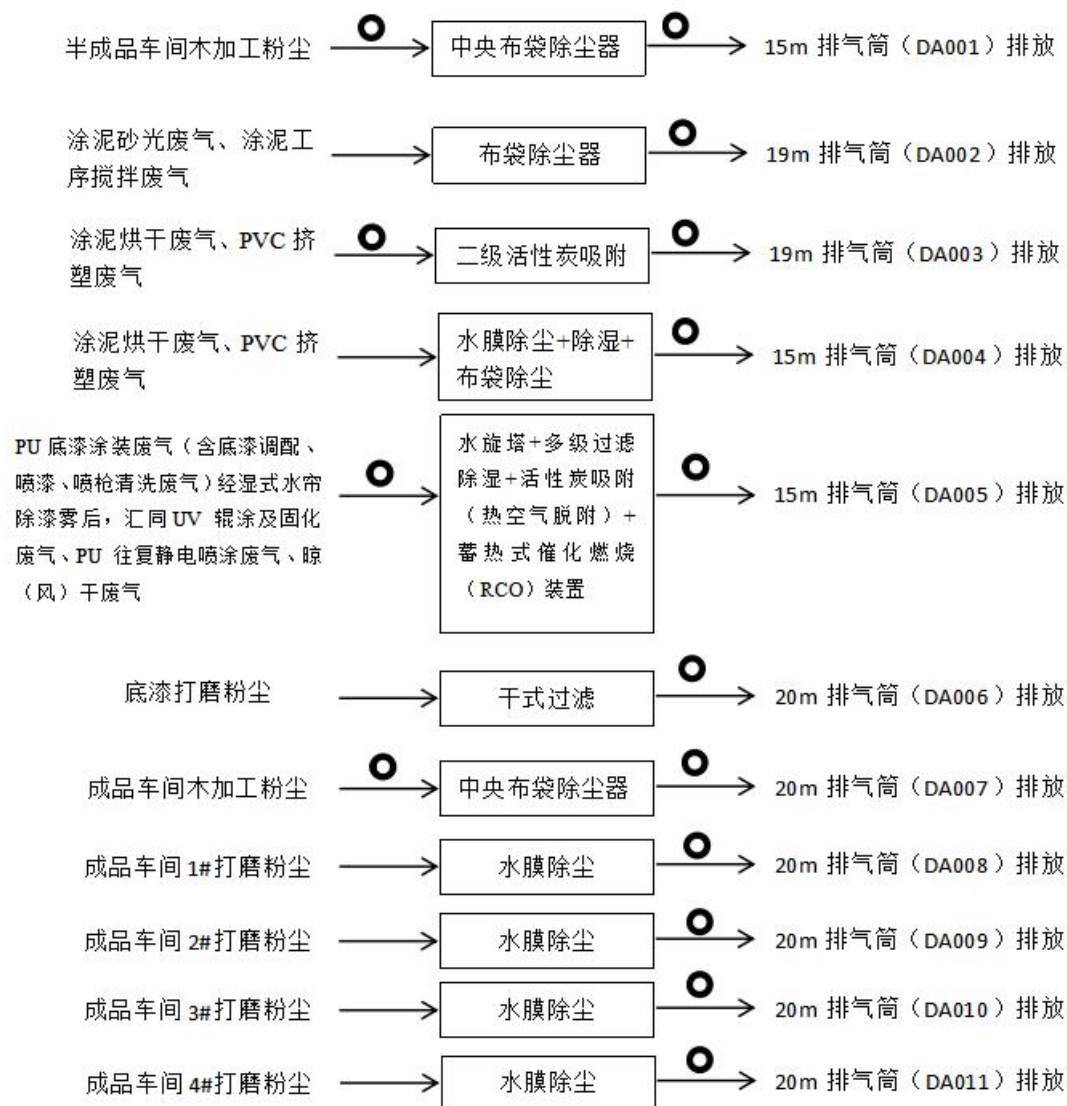 半成品车间木加工粉尘
中央布袋除尘器
15m 排气筒（DA001）排放
涂泥砂光废气、涂泥工
序搅拌废气
布袋除尘器
19m 排气筒（DA002）排放
涂泥烘干废气、PVC 挤
塑废气
二级活性炭吸附
19m 排气筒（DA003）排放
涂泥烘干废气、PVC 挤
塑废气
水膜除尘+除湿+
布袋除尘
15m 排气筒（DA004）排放
PU 底漆涂装废气（含底漆调配、
喷漆、喷枪清洗废气）经湿式水帘
除漆雾后，汇同UV 辊涂及固化
废气、PU 往复静电喷涂废气、晾
（风）干废气
水旋塔+多级过滤
除湿+活性炭吸附
（热空气脱附）+
蓄热式催化燃烧
（RCO）装置
15m 排气筒（DA005）排放
底漆打磨粉尘
干式过滤
20m 排气筒（DA006）排放
成品车间木加工粉尘
中央布袋除尘器
20m 排气筒（DA007）排放
成品车间 1#打磨粉尘
水膜除尘
20m 排气筒（DA008）排放
成品车间 2#打磨粉尘
水膜除尘
20m 排气筒（DA009）排放
成品车间 3#打磨粉尘
水膜除尘
20m 排气筒（DA010）排放
成品车间 4#打磨粉尘
水膜除尘
20m 排气筒（DA011）排放